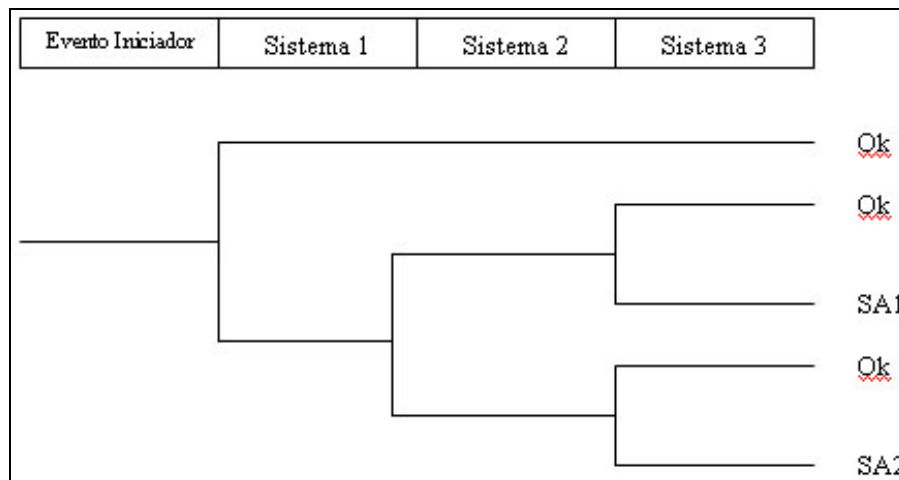 Evento Iniciador Sistema 1 Sistema 2 Sistema 3
Ok
Ok
SA1
Ok
SA2